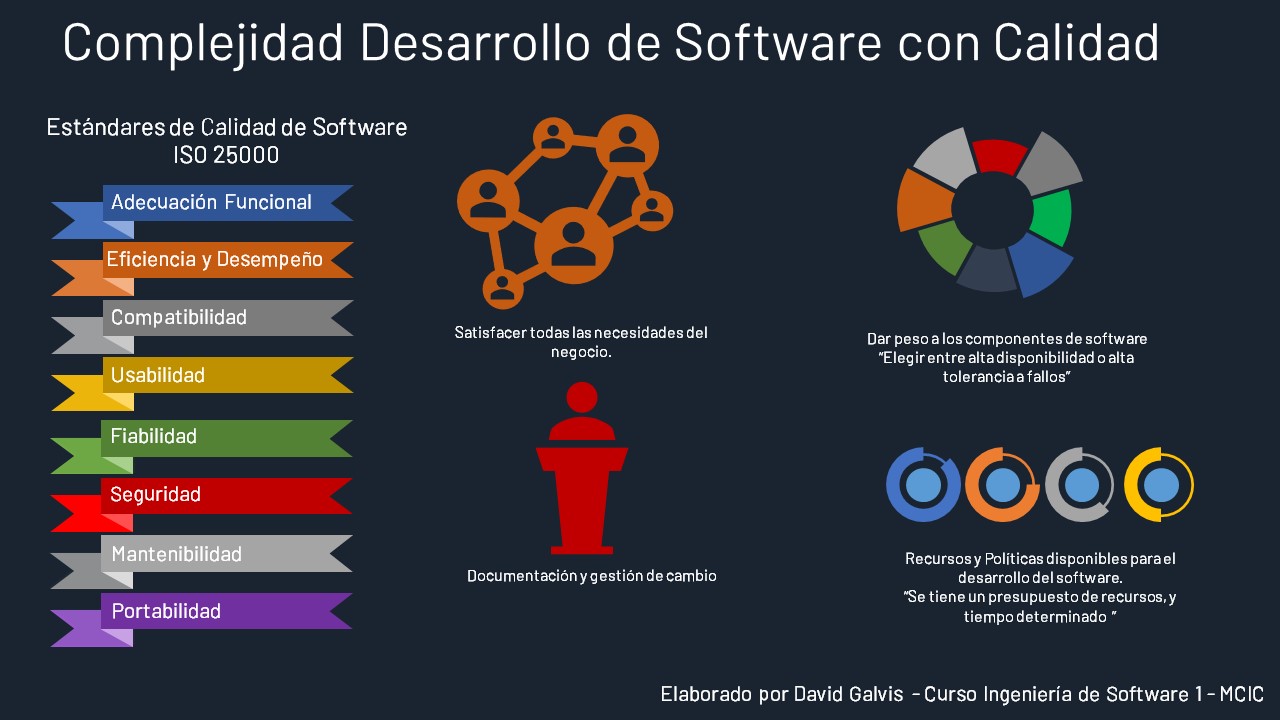 Complejidad Desarrollo de Software con Calidad
Estándares de Calidad de Software
ISO 25000
Adecuación Funcional
Eficiencia y Desempeño
Compatibilidad
Usabilidad
Fiabilidad
Seguridad
Mantenibilidad
Portabilidad
Satisfacer todas las necesidades del
negocio.
Documentación y gestión de cambio
Dar peso a los componentes de software
“Elegir entre alta disponibilidad o alta
tolerancia a fallos”
Recursos y Políticas disponibles para el
desarrollo del software.
“Se tiene un presupuesto de recursos, y
tiempo determinado ”
Elaborado por David Galvis - Curso Ingeniería de Software 1 - MCIC